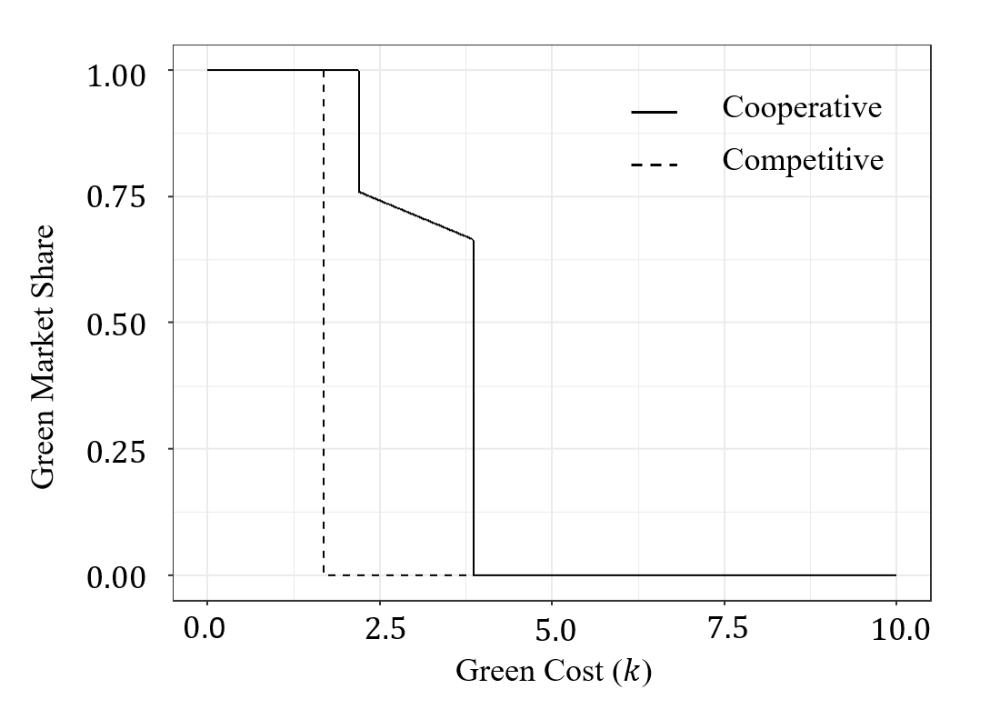 Cooperative
Competitive
Green Market Share
1.00
0.75
0.50
0.25
0.00
0.0 2.5 5.0 7.5 10.0
Green Cost (k)